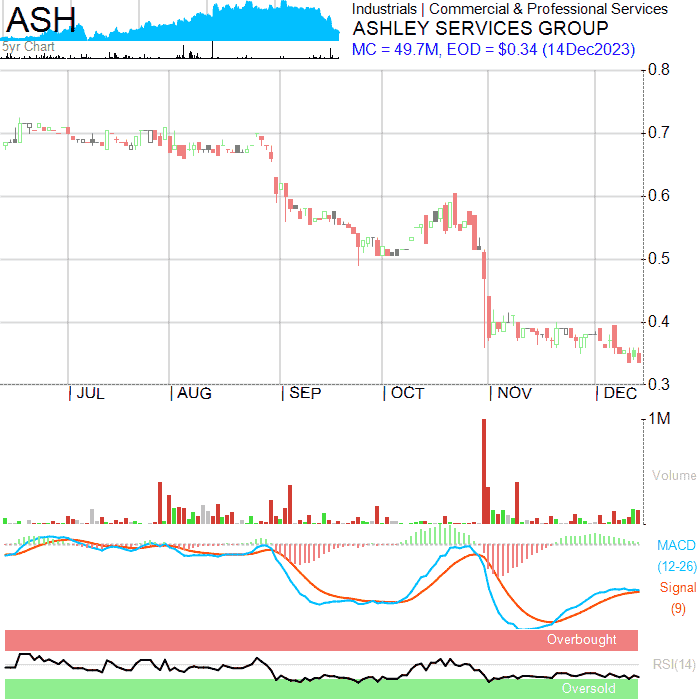 ASH
5yr Chart
Industrials | Commercial & Professional Services
ASHLEY SERVICES GROUP
MC = 49.7M, EOD = $0.34 (14Dec2023)
0.8
0.7
0.6
0.5
0.4
0.3
JUL AUG SEP OCT NOV DEC
1M
Volume
MACD
(12-26)
Signal
(9)
Overbought
RSI(14)
Oversold